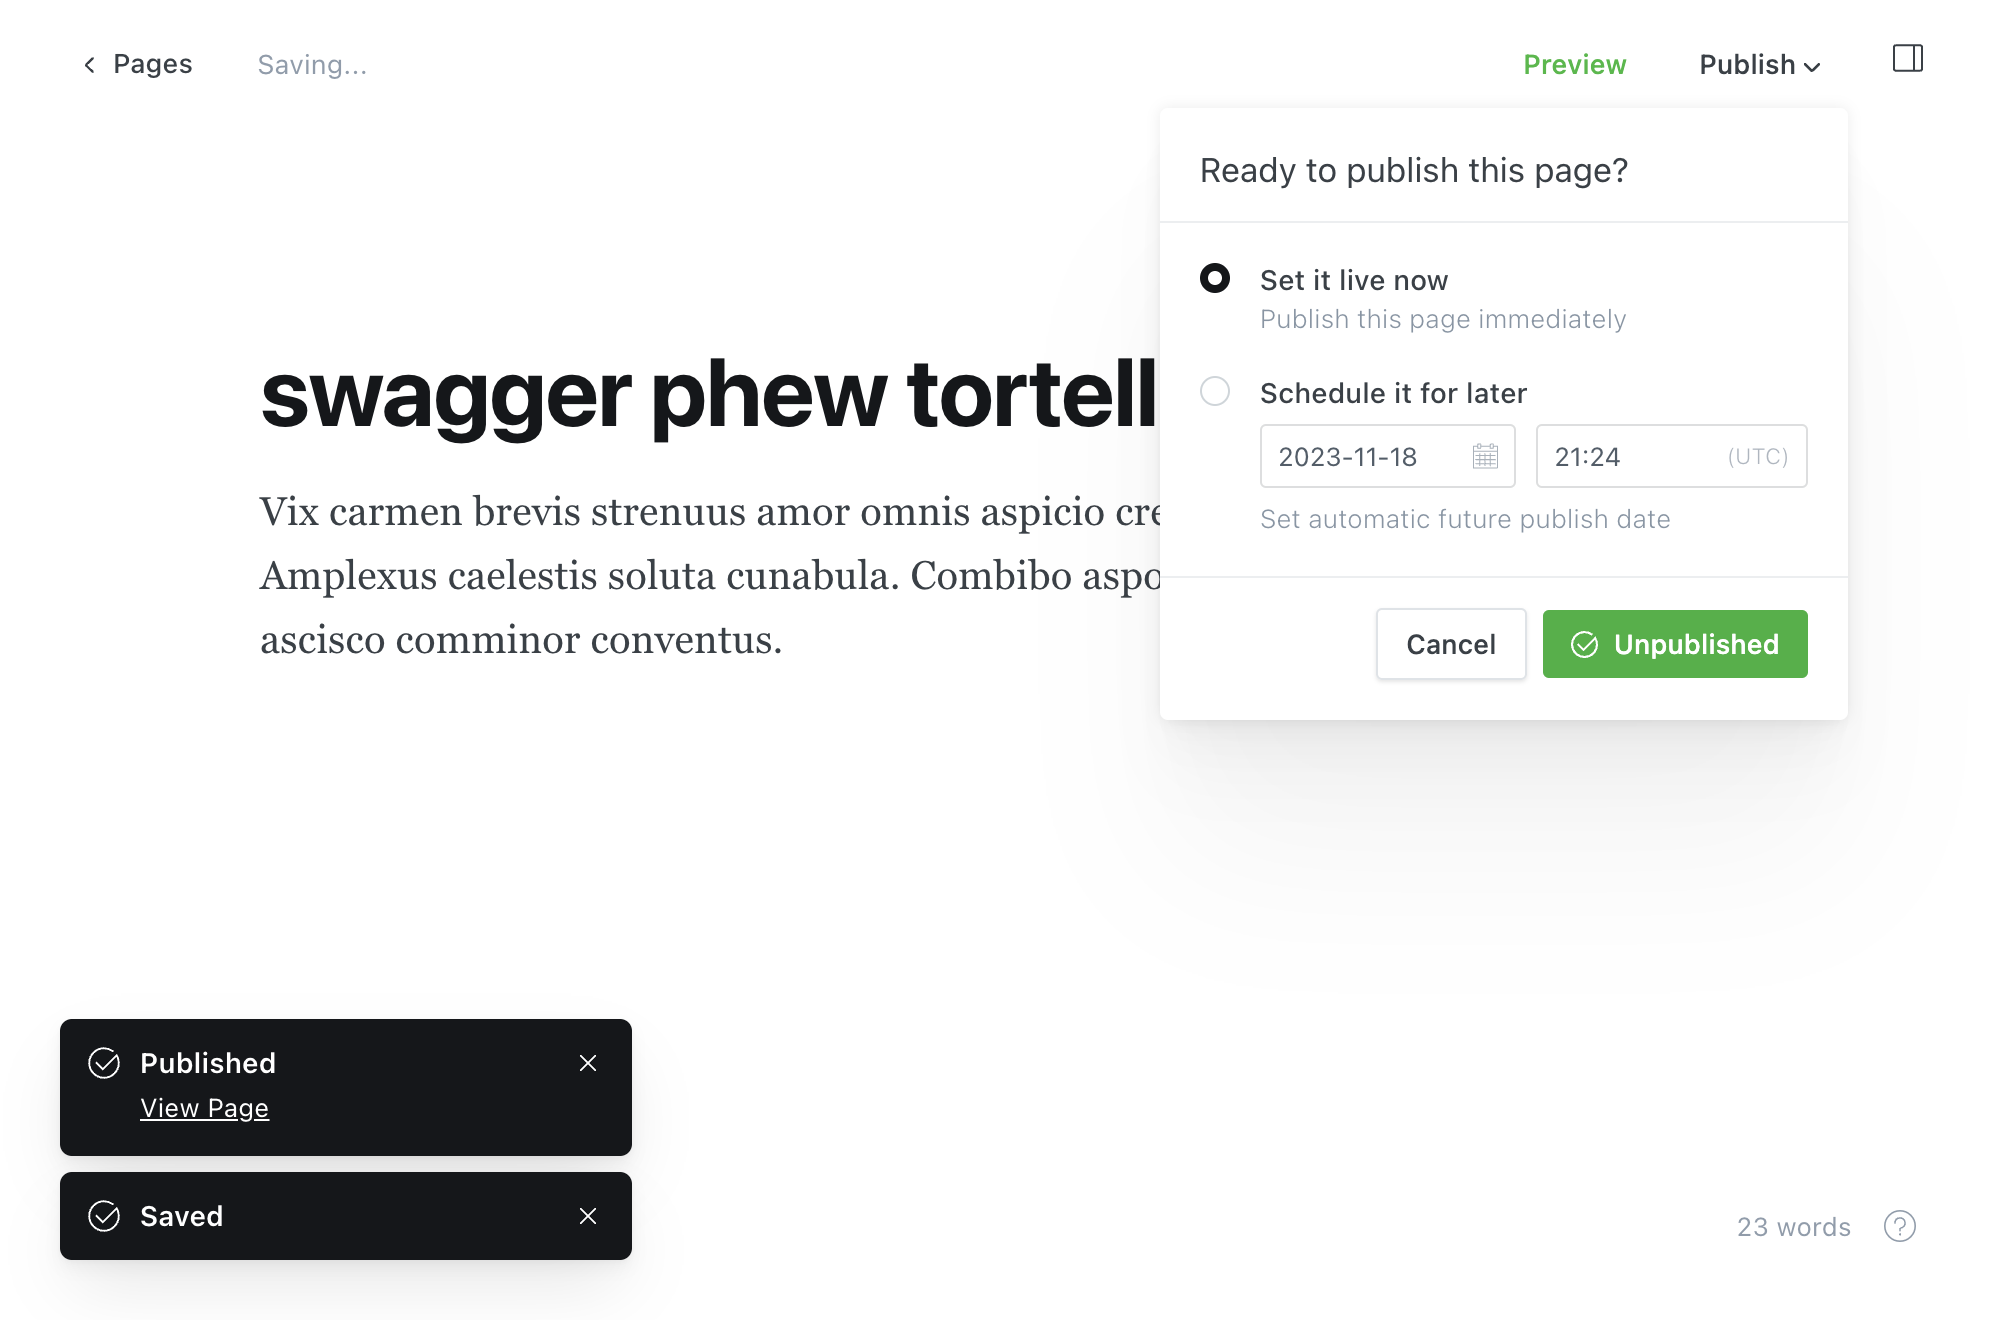 Pages
Saving...
Preview
Publish
Ready to publish this page?
Set it live now
Publish this page immediately
Schedule it for later
2023-11-18
21:24
(UTC)
Set automatic future publish date
Cancel
Unpublished
swagger phew tortell
Vix carmen brevis strenuus amor omnis aspicio cre
Amplexus caelestis soluta cunabula. Combibo aspo
ascisco comminor conventus.
Published
View Page
Saved
23 words
?